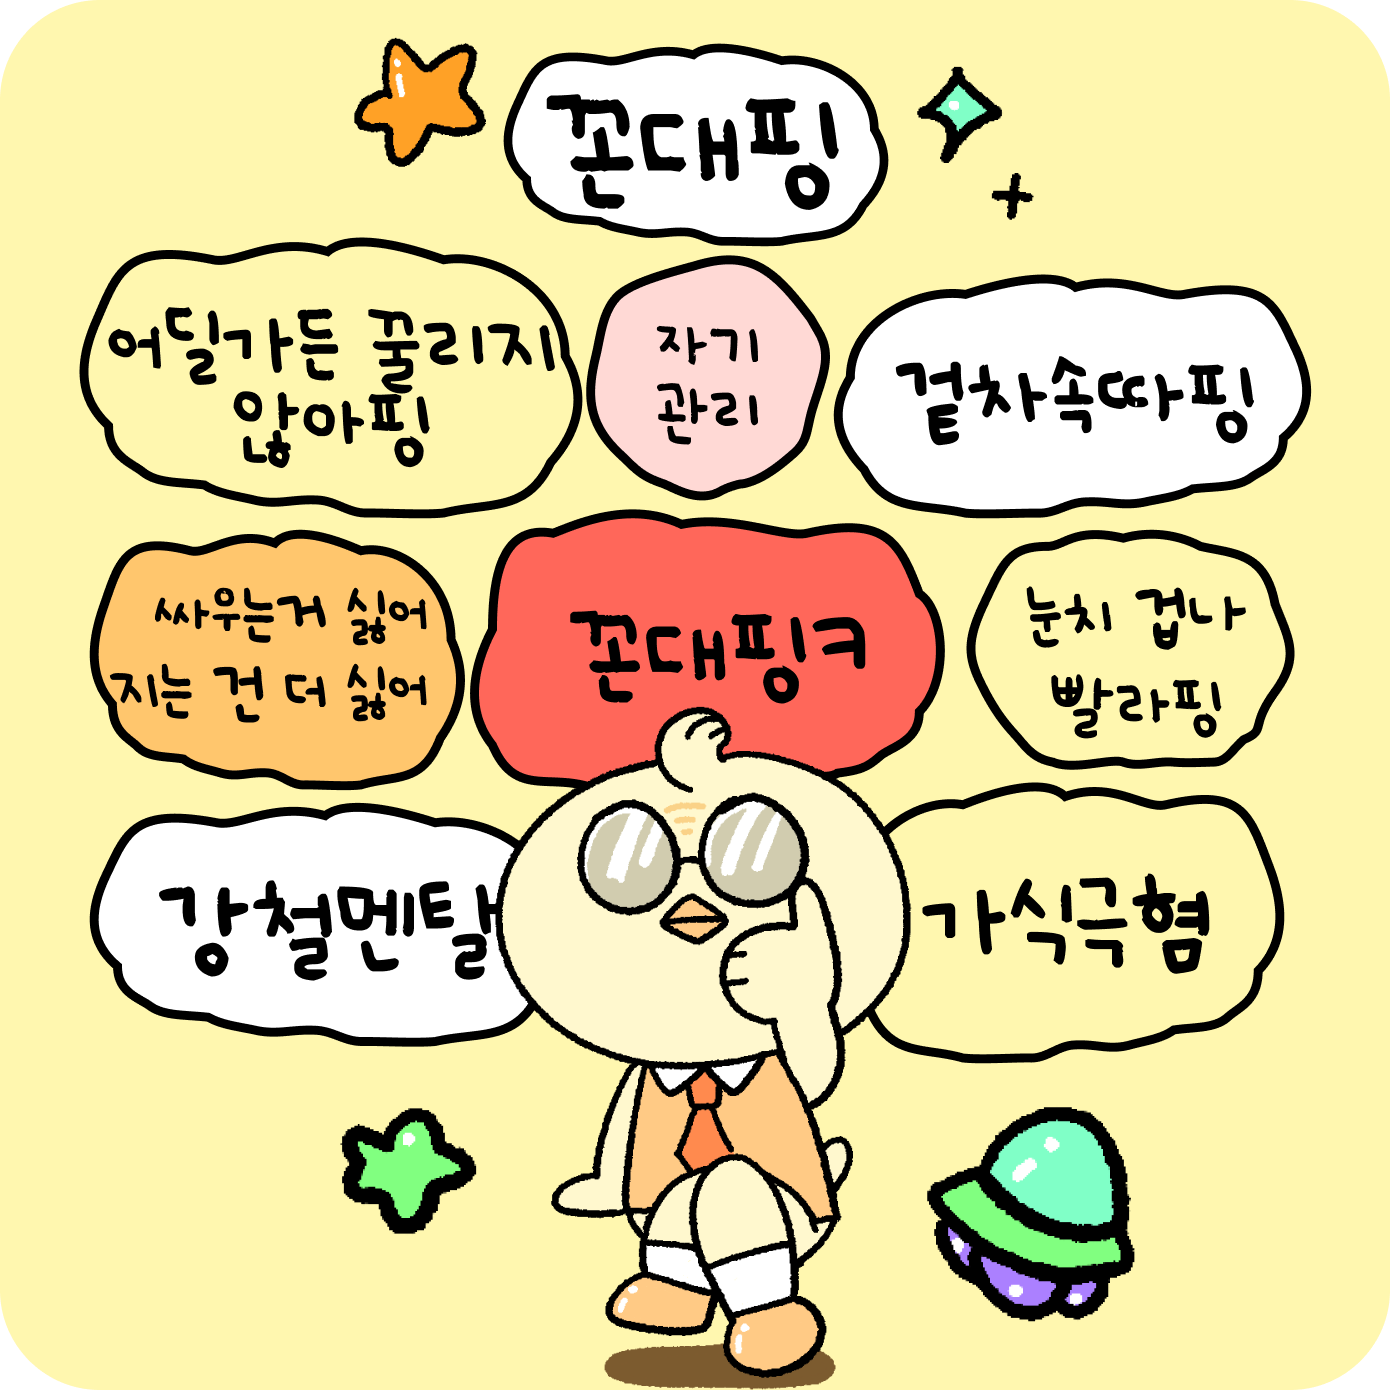 꼰대핑
어딜가든 꿀리지
않아핑
자기
관리
겉차속따핑
싸우는거 싫어
지는 건 더 싫어
꼰대핑ㅋ
눈치 겁나
빨라핑
강철멘탈
가식극혐